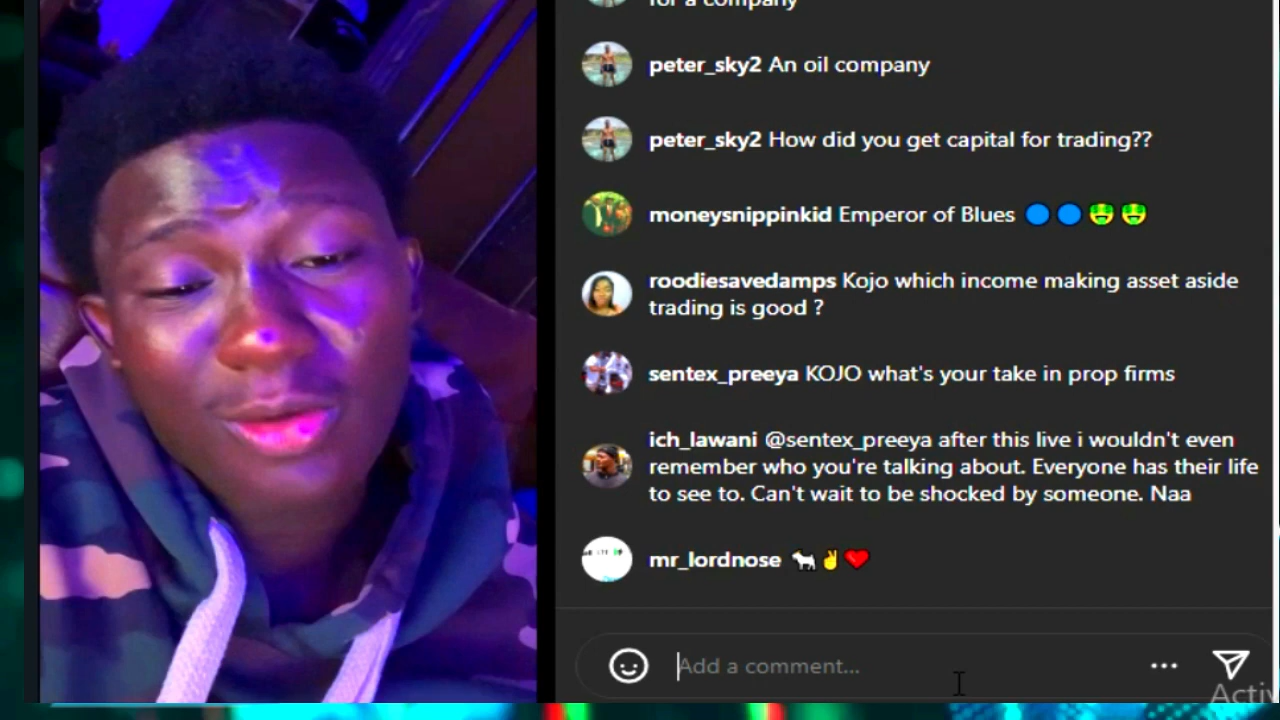 for a company
peter_sky2 An oil company
peter_sky2 How did you get capital for trading??
moneysnippinkid Emperor of Blues 🔵 🔵 🤑 🤑
roodiesavedamps Kojo which income making asset aside
trading is good ?
sentex_preeya KOJO what's your take in prop firms
ich_lawani @sentex_preeya after this live i wouldn't even
remember who you're talking about. Everyone has their life
to see to. Can't wait to be shocked by someone. Naa
mr_lordnose 🐐✌️❤️
Add a comment...
Activ